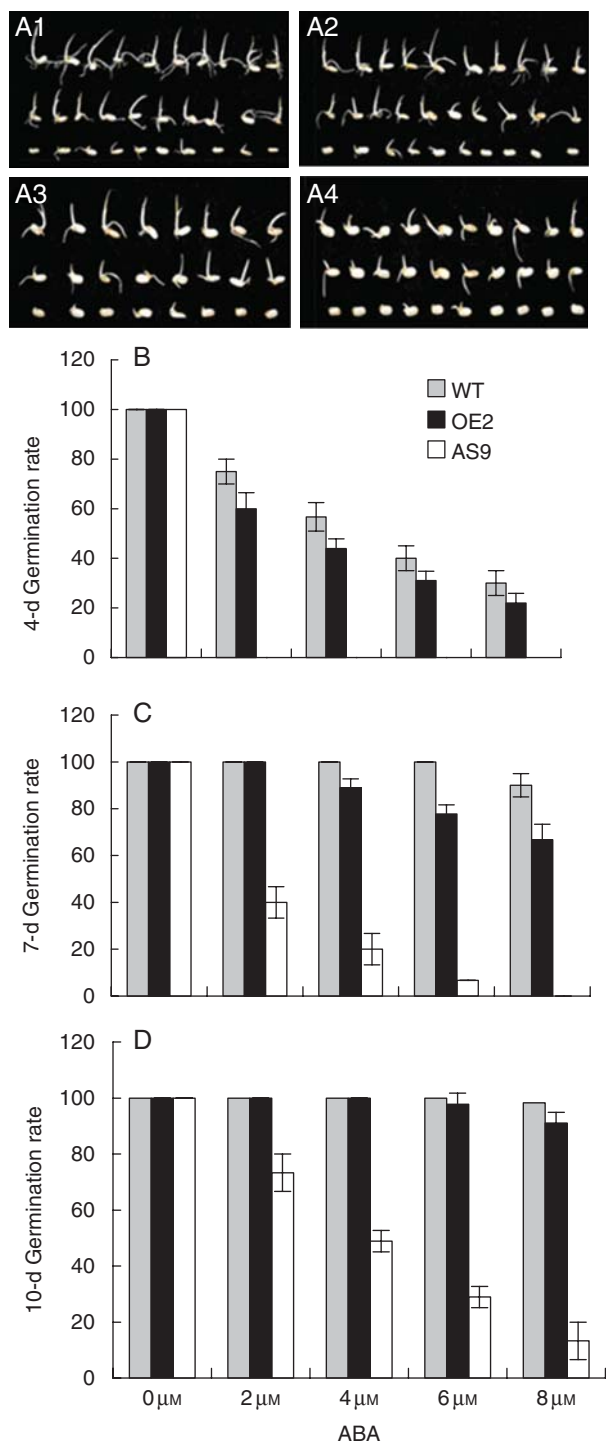 A1
A2
A3
A4
B
120
100
80
60
40
20
0
4-d Germination rate
WT
OE2
AS9
C
120
100
80
60
40
20
0
7-d Germination rate
D
120
100
80
60
40
20
0
10-d Germination rate
0 μM 2 μM 4 μM 6 μM 8 μM
ABA